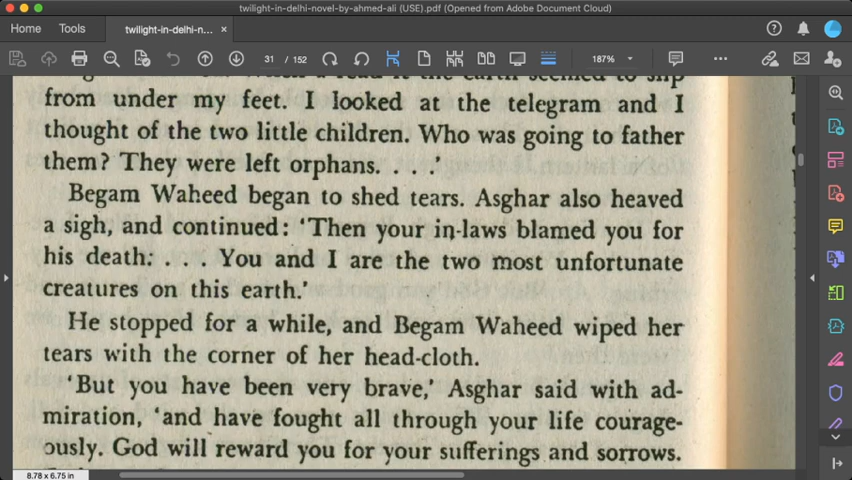 twilight-in-delhi-novel-by-ahmed-ali (USE).pdf (Opened from Adobe Document Cloud)
Home Tools twilight-in-delhi-n... ×
31 / 152 187%
from under my feet. I looked at the telegram and I
thought of the two little children. Who was going to father
them? They were left orphans. . . .’
Begam Waheed began to shed tears. Asghar also heaved
a sigh, and continued: ‘Then your in-laws blamed you for
his death: . . . You and I are the two most unfortunate
creatures on this earth.’
He stopped for a while, and Begam Waheed wiped her
tears with the corner of her head-cloth.
‘But you have been very brave,’ Asghar said with ad-
miration, ‘and have fought all through your life courage-
ously. God will reward you for your sufferings and sorrows.
8.78 x 6.75 in